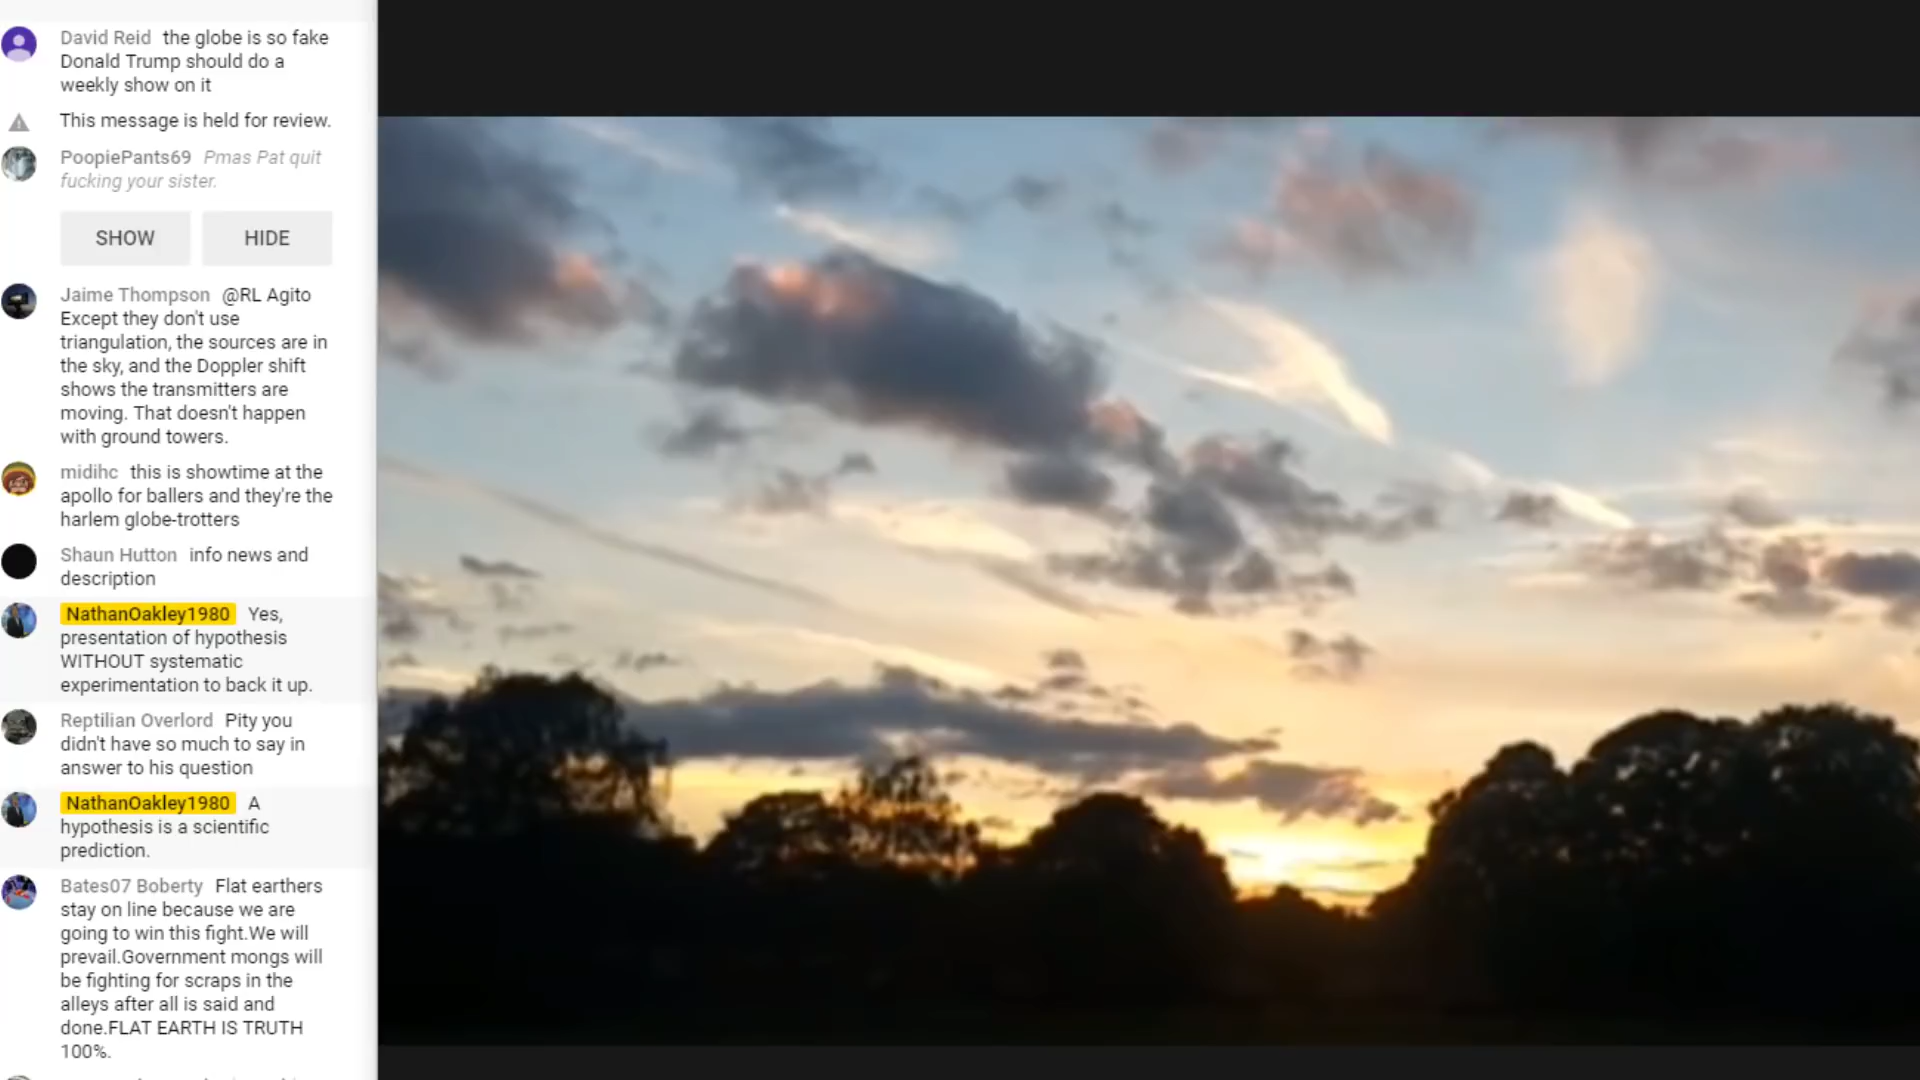 David Reid the globe is so fake
Donald Trump should do a
weekly show on it
This message is held for review.
PoopiePants69 Pmas Pat quit
fucking your sister.
SHOW HIDE
Jaime Thompson @RL Agito
Except they don't use
triangulation, the sources are in
the sky, and the Doppler shift
shows the transmitters are
moving. That doesn't happen
with ground towers.
midihc this is showtime at the
apollo for ballers and they're the
harlem globe-trotters
Shaun Hutton info news and
description
NathanOakley1980 Yes,
presentation of hypothesis
WITHOUT systematic
experimentation to back it up.
Reptilian Overlord Pity you
didn't have so much to say in
answer to his question
NathanOakley1980 A
hypothesis is a scientific
prediction.
Bates07 Boberty Flat earthers
stay on line because we are
going to win this fight.We will
prevail.Government mongs will
be fighting for scraps in the
alleys after all is said and
done.FLAT EARTH IS TRUTH
100%.